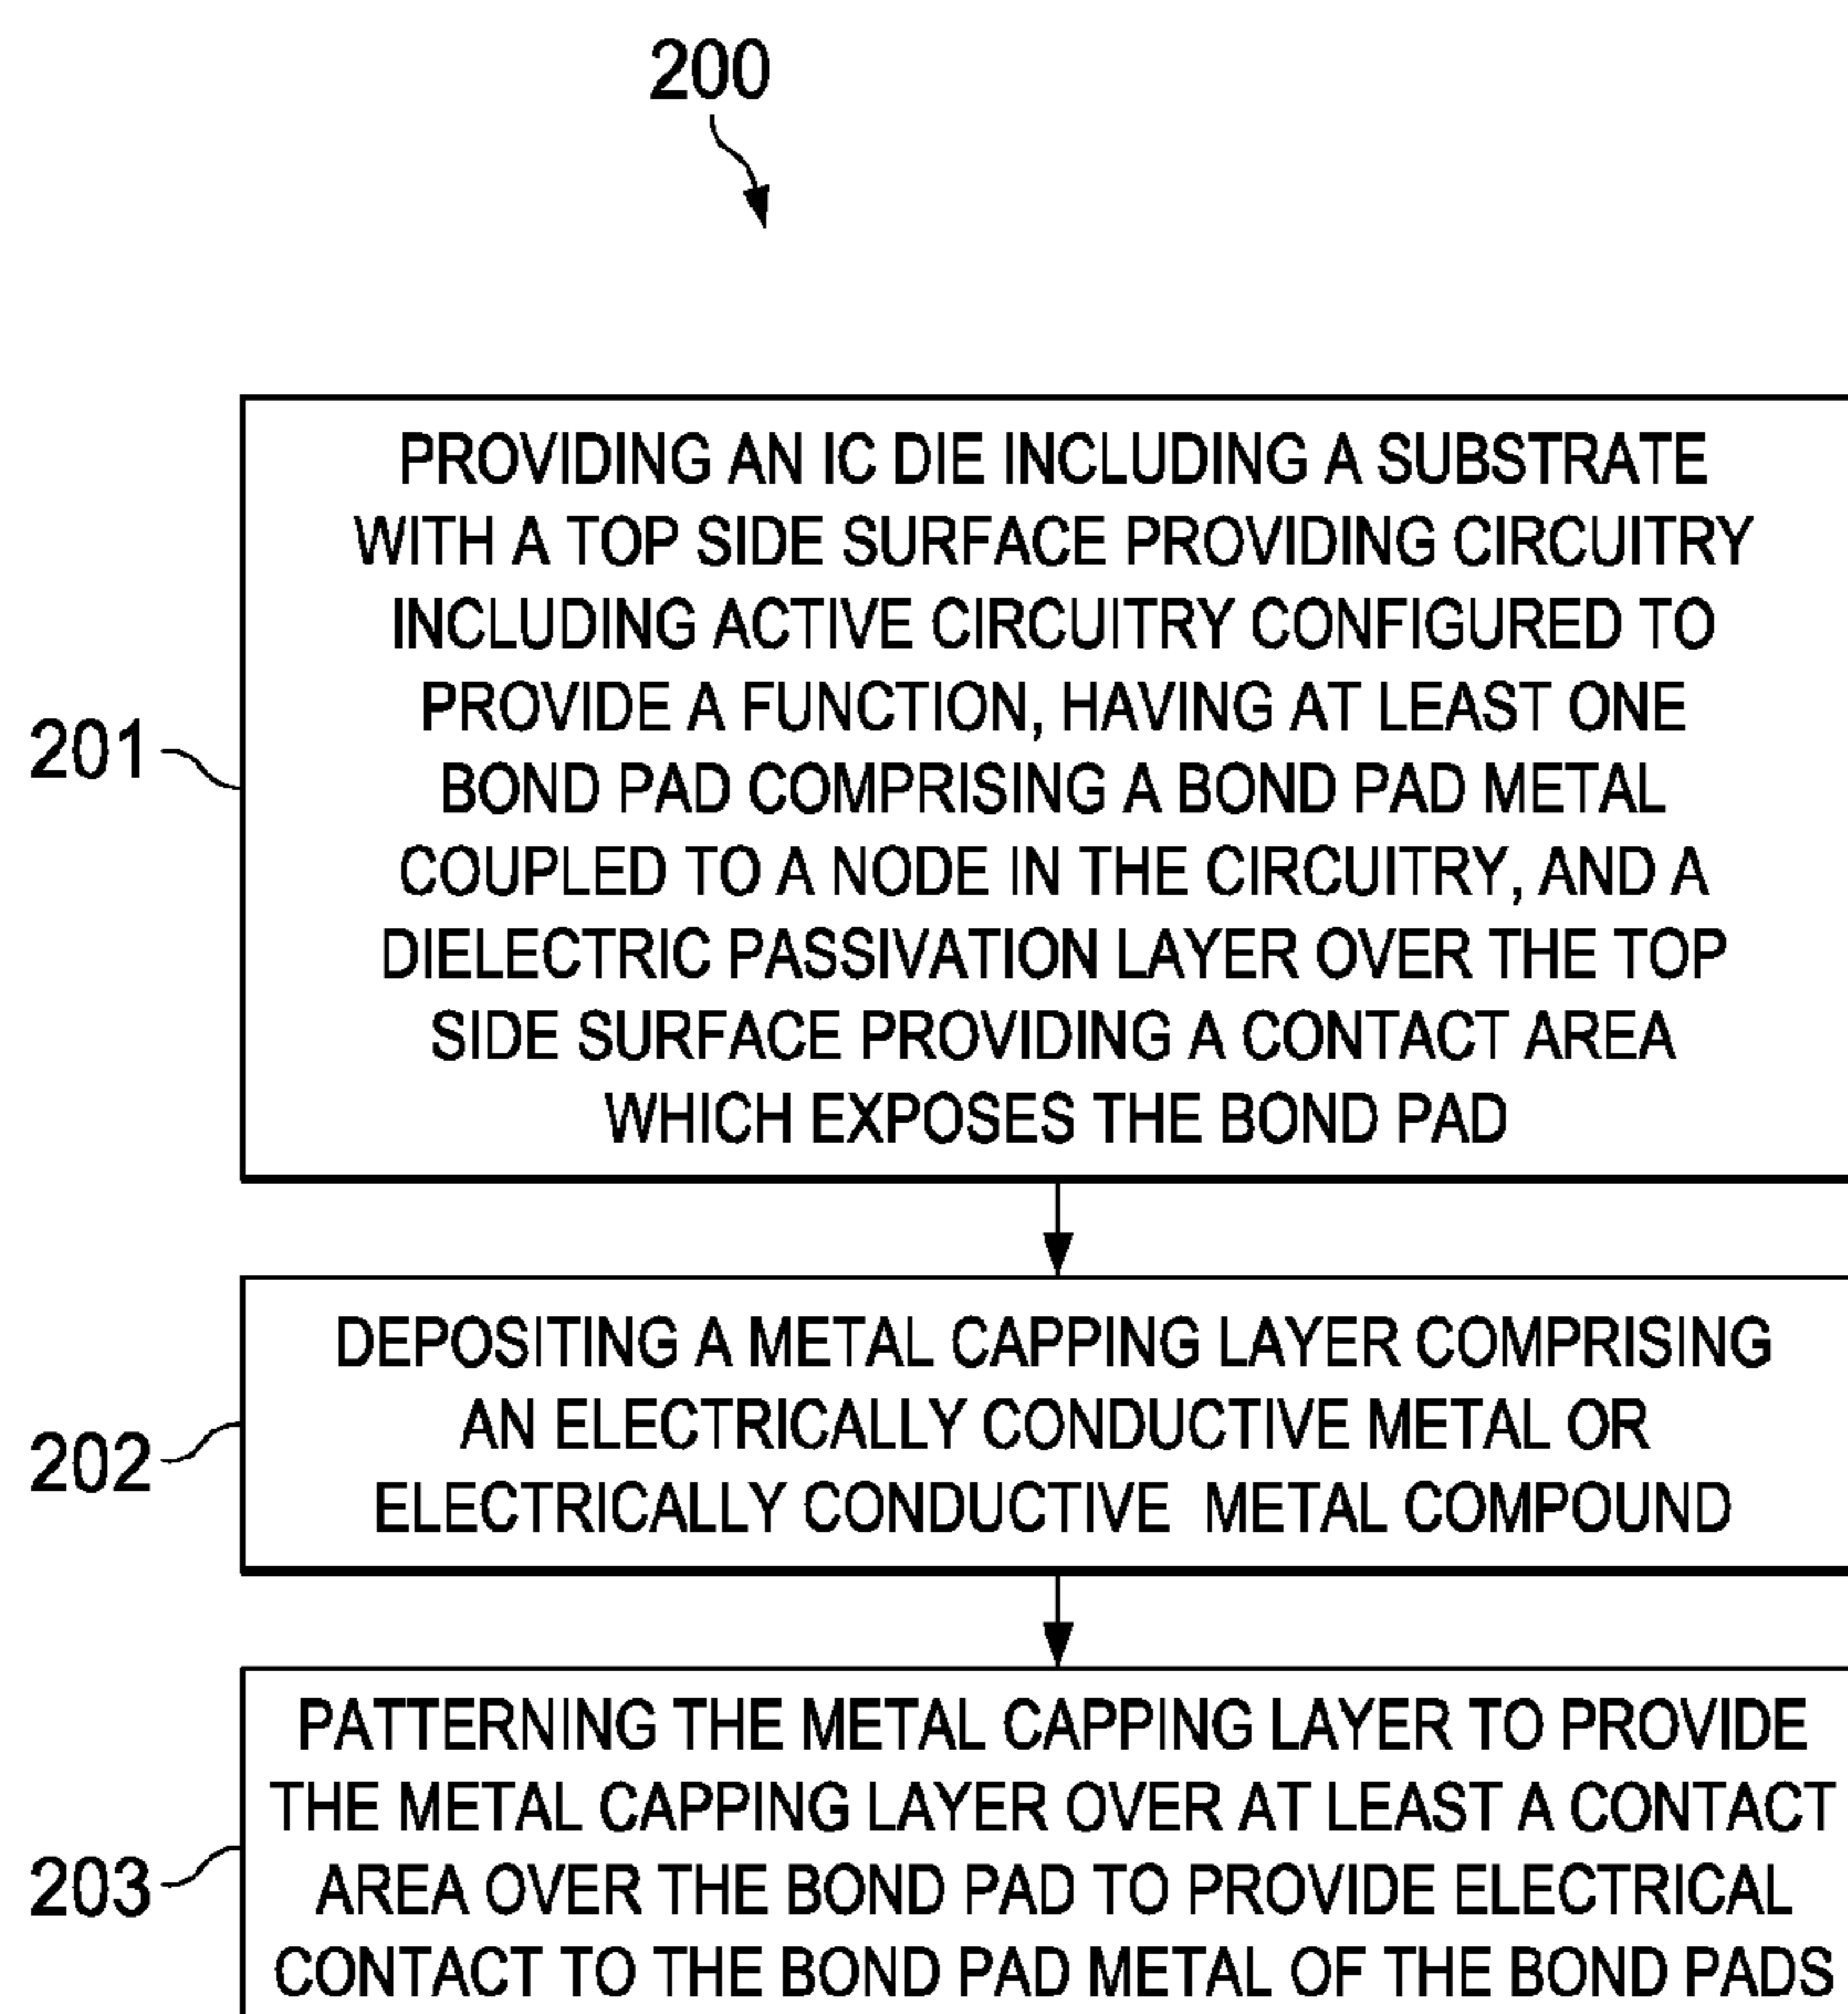 200
PROVIDING AN IC DIE INCLUDING A SUBSTRATE
WITH A TOP SIDE SURFACE PROVIDING CIRCUITRY
INCLUDING ACTIVE CIRCUITRY CONFIGURED TO
PROVIDE A FUNCTION, HAVING AT LEAST ONE
BOND PAD COMPRISING A BOND PAD METAL
COUPLED TO A NODE IN THE CIRCUITRY, AND A
DIELECTRIC PASSIVATION LAYER OVER THE TOP
SIDE SURFACE PROVIDING A CONTACT AREA
WHICH EXPOSES THE BOND PAD
201
DEPOSITING A METAL CAPPING LAYER COMPRISING
AN ELECTRICALLY CONDUCTIVE METAL OR
ELECTRICALLY CONDUCTIVE METAL COMPOUND
202
PATTERNING THE METAL CAPPING LAYER TO PROVIDE
THE METAL CAPPING LAYER OVER AT LEAST A CONTACT
AREA OVER THE BOND PAD TO PROVIDE ELECTRICAL
CONTACT TO THE BOND PAD METAL OF THE BOND PADS
203